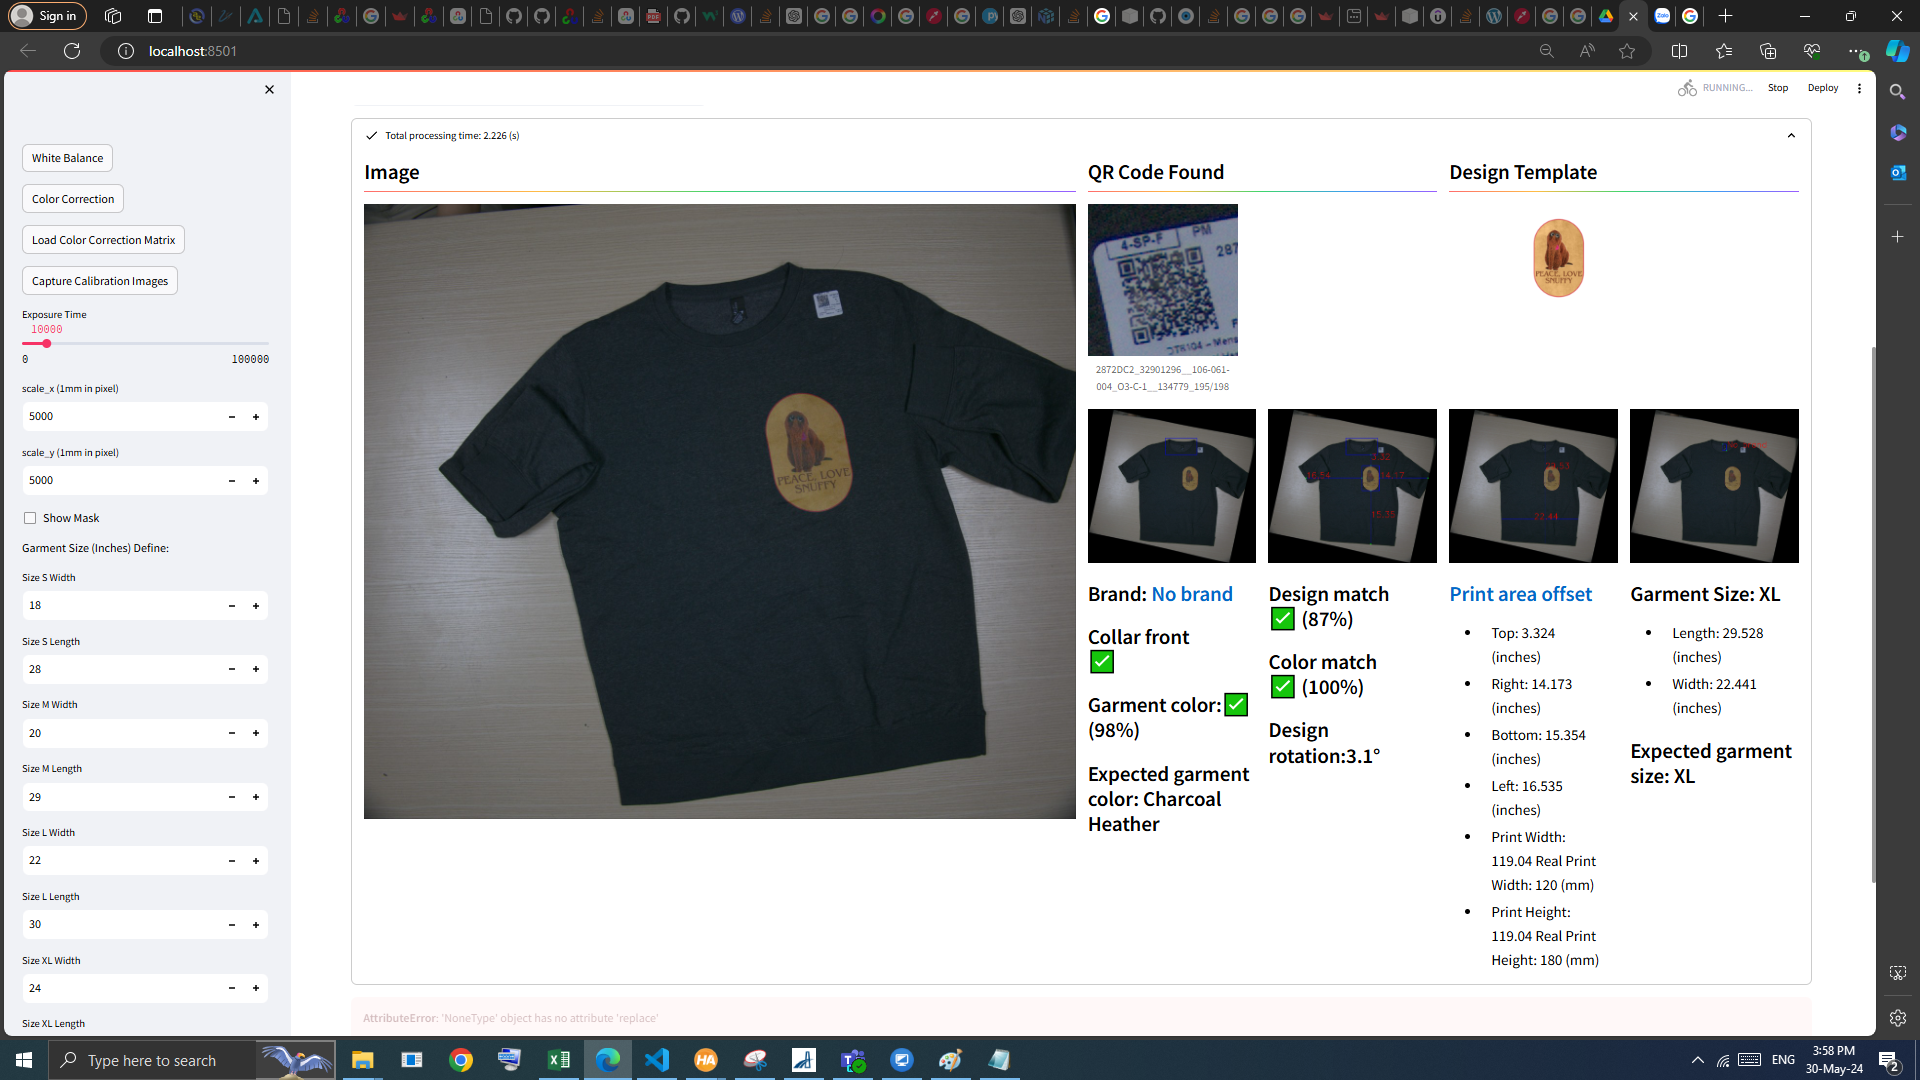 Sign in
localhost:8501
RUNNING...
Stop
Deploy
White Balance
Color Correction
Load Color Correction Matrix
Capture Calibration Images
Exposure Time
10000
0
100000
scale_x (1mm in pixel)
5000
scale_y (1mm in pixel)
5000
Show Mask
Garment Size (Inches) Define:
Size S Width
18
Size S Length
28
Size M Width
20
Size M Length
29
Size L Width
22
Size L Length
30
Size XL Width
24
Size XL Length
Total processing time: 2.226 (s)
Image
PEACE, LOVE
SNUFFY
QR Code Found
4-SP-F
PM
287
2872DC2_32901296__106-061-
004_O3-C-1__134779_195/198
Design Template
PEACE, LOVE
SNUFFY
3.32
14.17
15.35
22.44
Brand: No brand
Collar front
Garment color:
(98%)
Expected garment
color: Charcoal
Heather
Design match
(87%)
Color match
(100%)
Design
rotation:3.1°
Print area offset
Top: 3.324
(inches)
Right: 14.173
(inches)
Bottom: 15.354
(inches)
Left: 16.535
(inches)
Print Width:
119.04 Real Print
Width: 120 (mm)
Print Height:
119.04 Real Print
Height: 180 (mm)
Garment Size: XL
Length: 29.528
(inches)
Width: 22.441
(inches)
Expected garment
size: XL
AttributeError: 'NoneType' object has no attribute 'replace'
Type here to search
ENG
3:58 PM
30-May-24
2